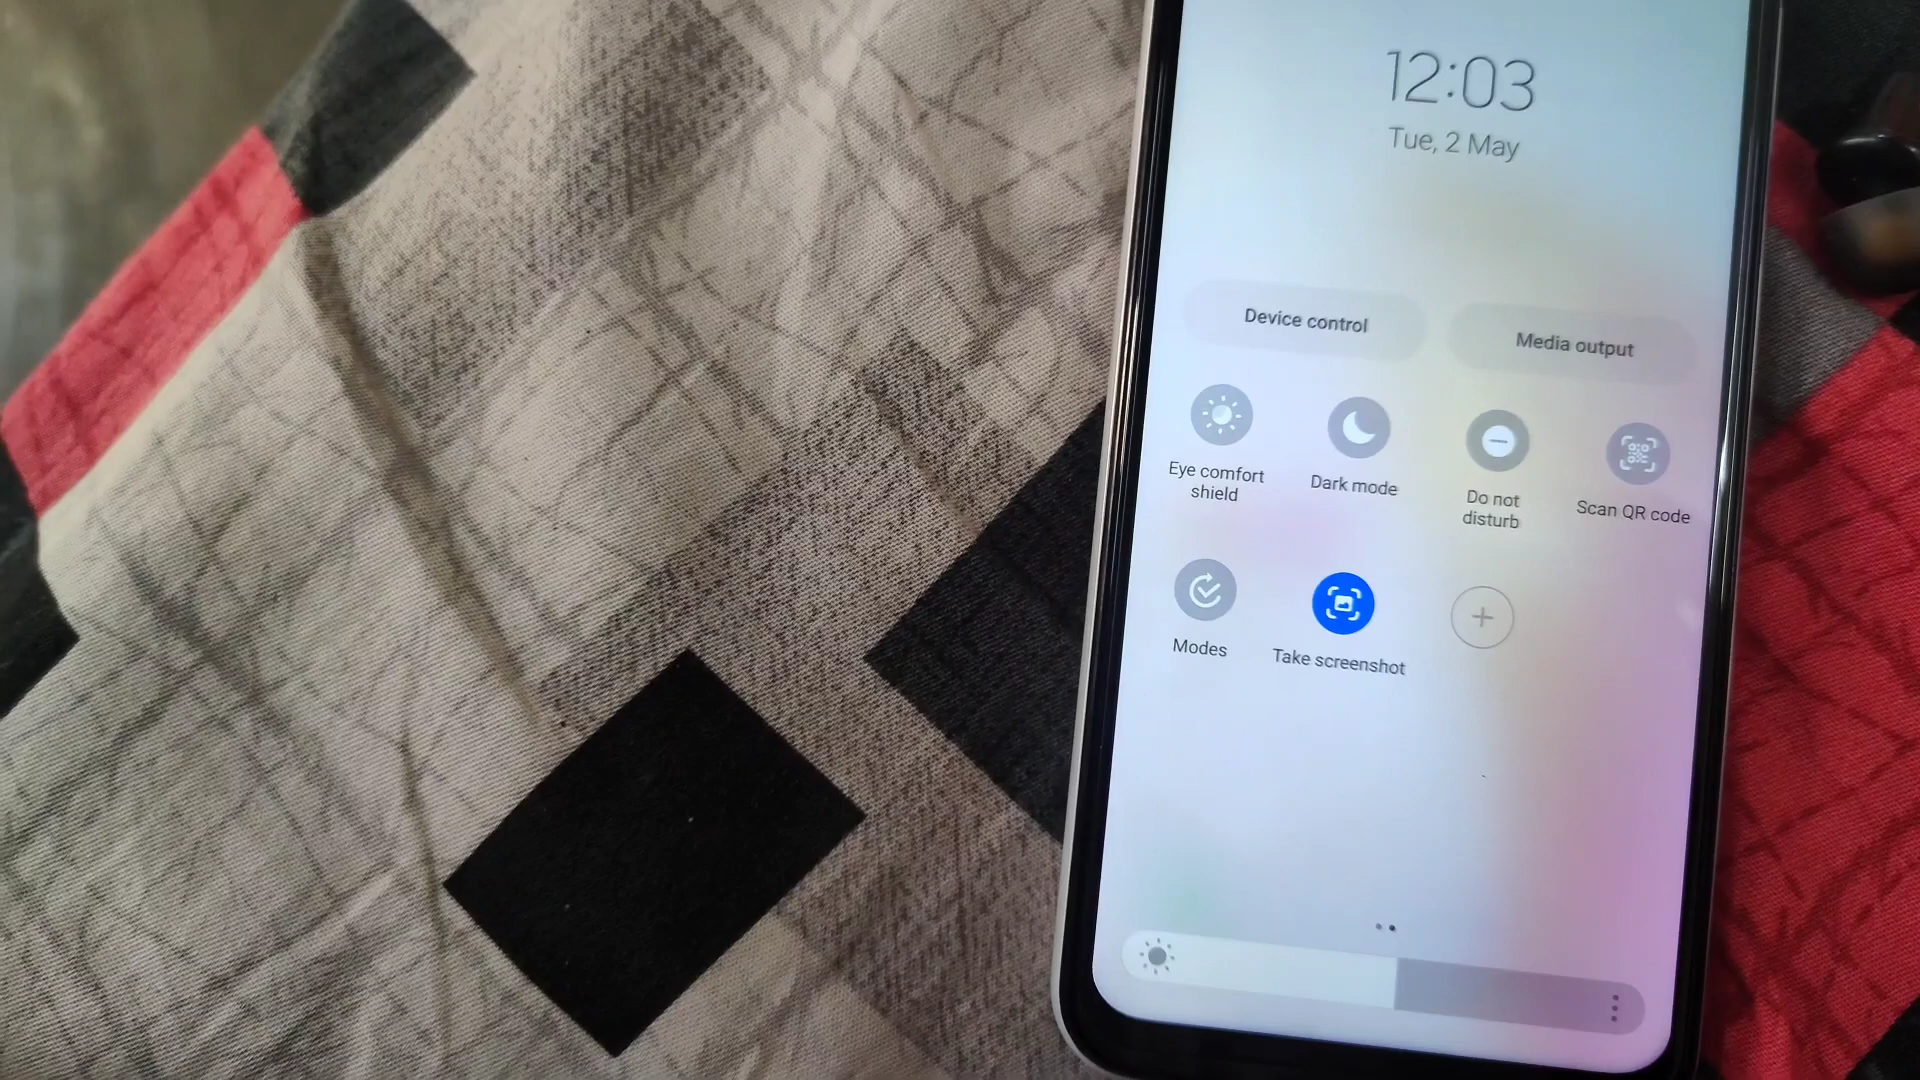 12:03
Tue, 2 May
Device control
Media output
Eye comfort
shield
Dark mode
Do not
disturb
Scan QR code
Modes
Take screenshot